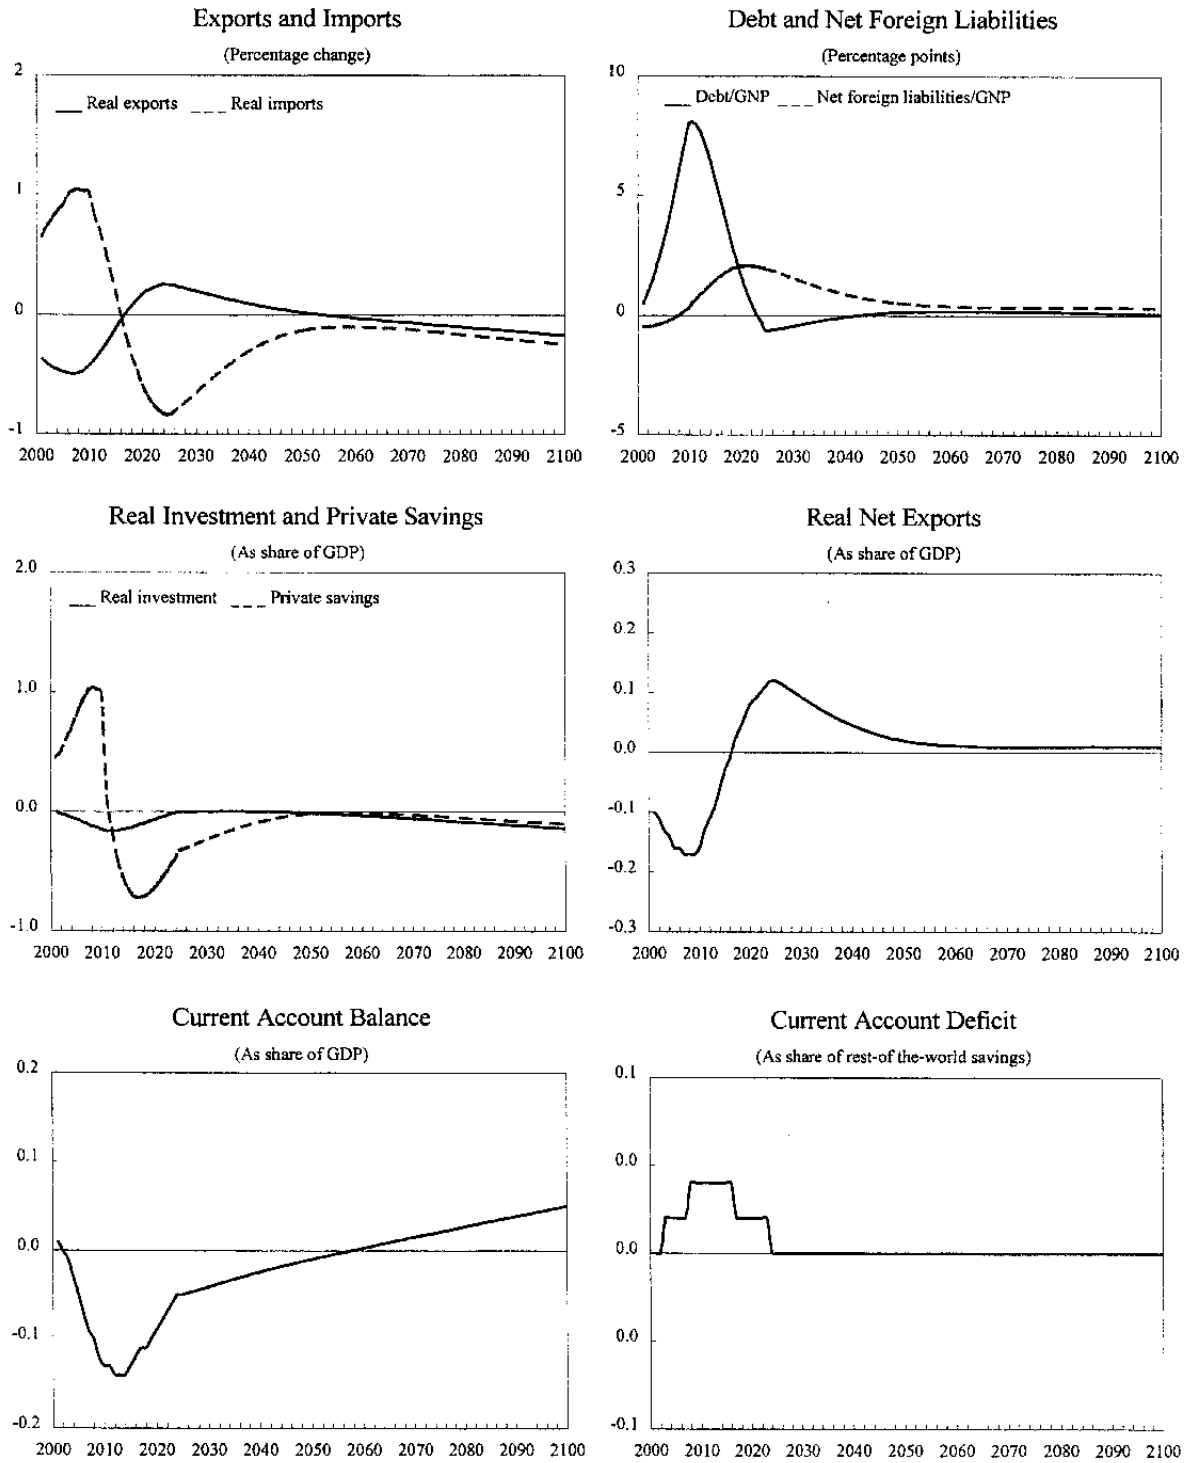 Exports and Imports
(Percentage change)
2
Real exports
Real imports
1
0
-1
2000 2010 2020 2030 2040 2050 2060 2070 2080 2090 2100
Debt and Net Foreign Liabilities
(Percentage points)
10
Debt/GNP
Net foreign liabilities/GNP
5
0
-5
2000 2010 2020 2030 2040 2050 2060 2070 2080 2090 2100
Real Investment and Private Savings
(As share of GDP)
2.0
Real investment
Private savings
1.0
0.0
-1.0
2000 2010 2020 2030 2040 2050 2060 2070 2080 2090 2100
Real Net Exports
(As share of GDP)
0.3
0.2
0.1
0.0
-0.1
-0.2
-0.3
2000 2010 2020 2030 2040 2050 2060 2070 2080 2090 2100
Current Account Balance
(As share of GDP)
0.2
0.1
0.0
-0.1
-0.2
2000 2010 2020 2030 2040 2050 2060 2070 2080 2090 2100
Current Account Deficit
(As share of rest-of the-world savings)
0.1
0.0
0.0
0.0
-0.1
2000 2010 2020 2030 2040 2050 2060 2070 2080 2090 2100